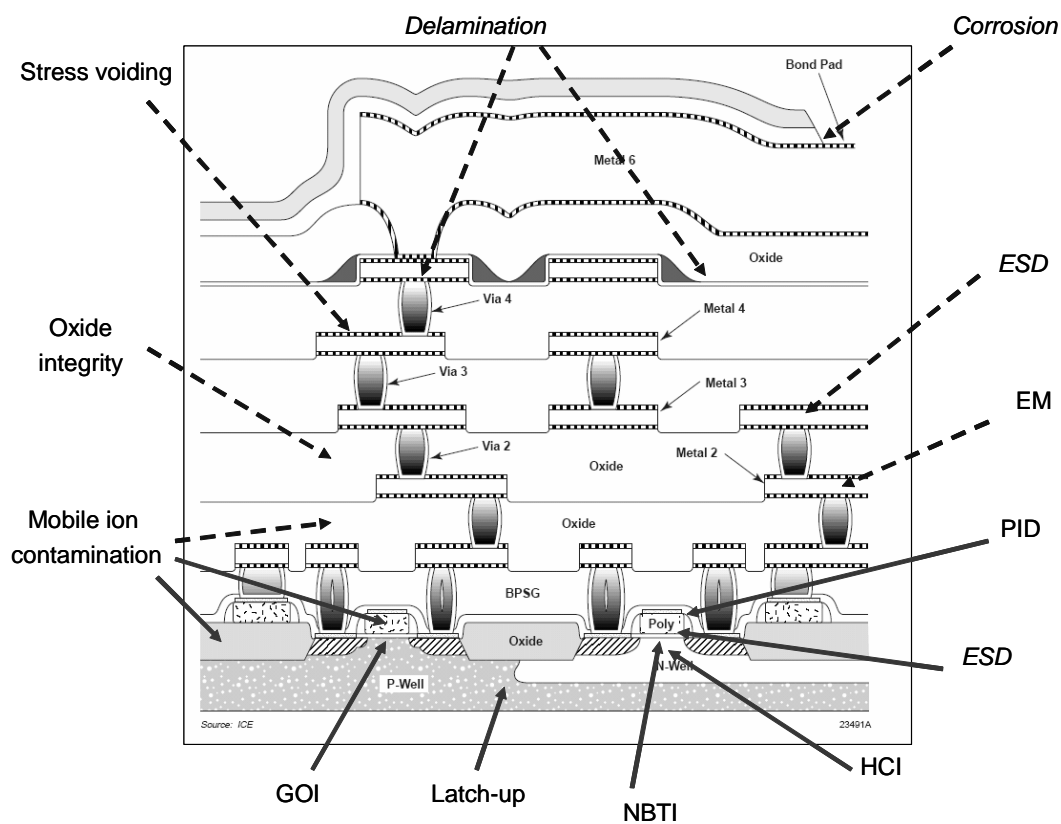 Delamination
Corrosion
Stress voiding
Bond Pad
Metal 6
Oxide
ESD
Via 4
Metal 4
Oxide
integrity
Via 3
Metal 3
EM
Via 2
Oxide
Metal 2
Mobile ion
contamination
Oxide
PID
BPSG
Poly
Oxide
ESD
N-Well
P-Well
Source: ICE
23491A
HCI
GOI
Latch-up
NBTI